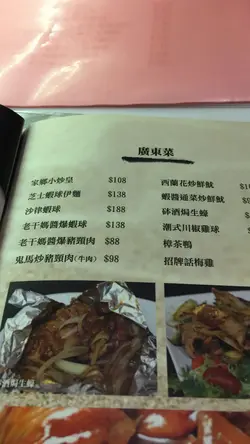 廣東菜
家鄉小炒皇 $108
芝士蝦球伊麵 $138
沙律蝦球 $188
老干媽醬爆蝦球 $138
老干媽醬爆豬頸肉 $88
鬼馬炒豬頸肉(牛肉) $98
西蘭花炒鮮魷
蝦醬通菜炒鮮魷
砵酒焗生蠔
潮式川椒雞球
樟茶鴨
招牌話梅雞
酒焗生蠔